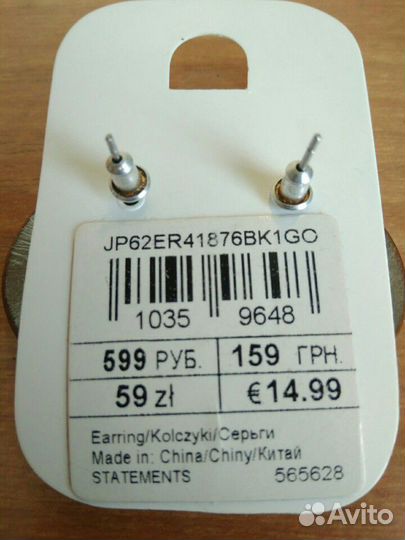 JP62ER41876BK1GO
1035 9648
599 РУБ. 159 ГРН.
59 zł €14.99
Earring/Kolczyki/Серьги
Made in: China/Chiny/Китай
STATEMENTS 565628
Avito